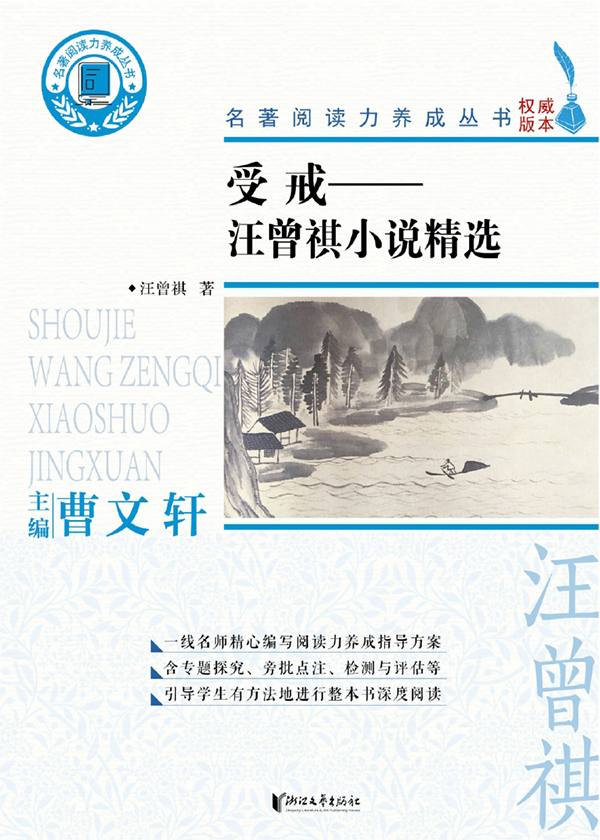 名著阅读力养成丛书
名著阅读力养成丛书
权威
版本
受戒——
汪曾祺小说精选
◆汪曾祺 著
SHOUJIE
WANG ZENGQI
XIAOSHUO
JINGXUAN
主编
曹文轩
汪曾祺
一线名师精心编写阅读力养成指导方案
含专题探究、旁批点注、检测与评估等
引导学生有方法地进行整本书深度阅读
浙江文艺出版社